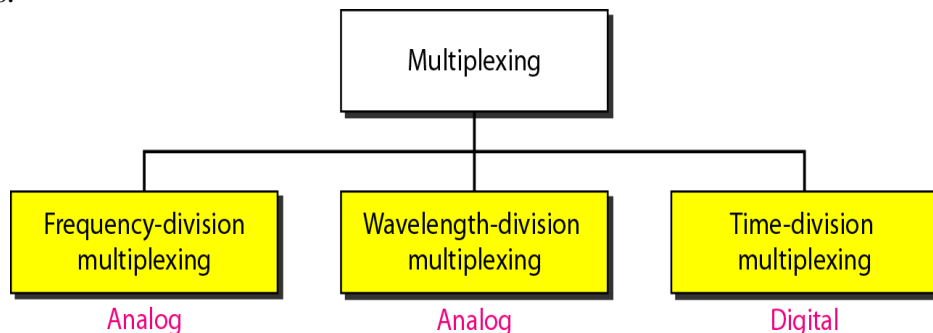 Multiplexing
Frequency-division
multiplexing
Wavelength-division
multiplexing
Time-division
multiplexing
Analog
Analog
Digital